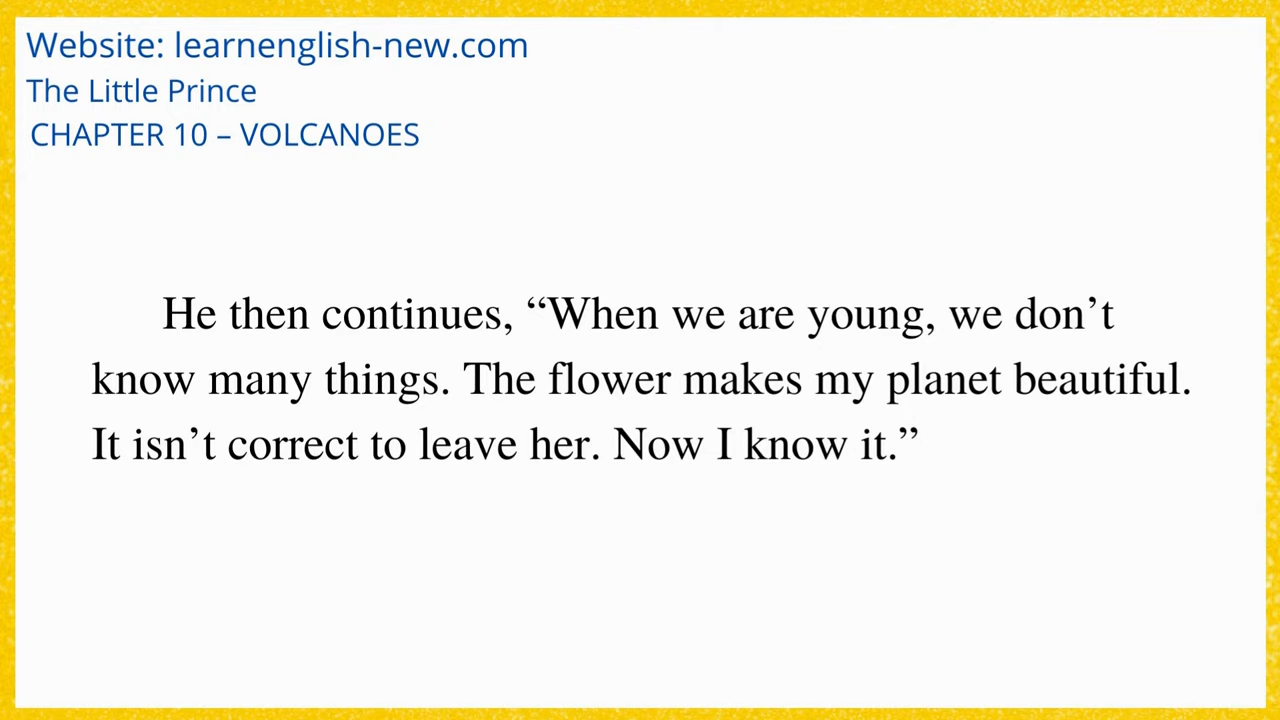 Website: learnenglish-new.com
The Little Prince
CHAPTER 10 – VOLCANOES
He then continues, “When we are young, we don’t
know many things. The flower makes my planet beautiful.
It isn’t correct to leave her. Now I know it.”